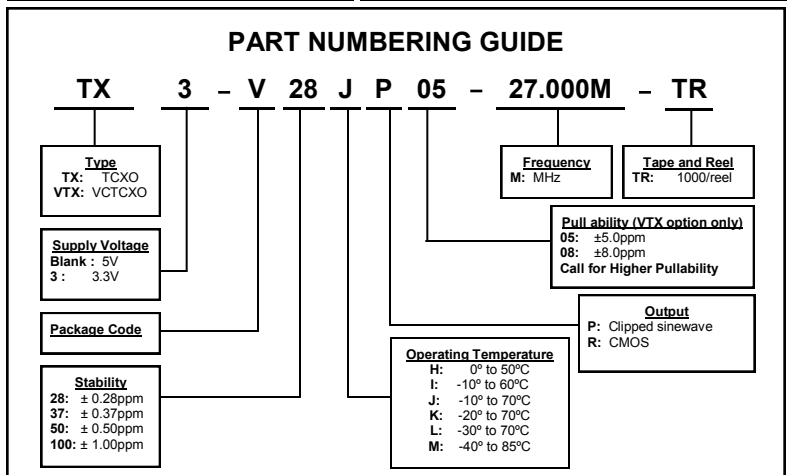 PART NUMBERING GUIDE
TX 3 – V 28 J P 05 – 27.000M – TR
Type
TX: TCXO
VTX: VCTCXO
Supply Voltage
Blank : 5V
3 : 3.3V
Package Code
Stability
28: ± 0.28ppm
37: ± 0.37ppm
50: ± 0.50ppm
100: ± 1.00ppm
Frequency
M: MHz
Tape and Reel
TR: 1000/reel
Pull ability (VTX option only)
05: ±5.0ppm
08: ±8.0ppm
Call for Higher Pullability
Output
P: Clipped sinewave
R: CMOS
Operating Temperature
H: 0º to 50ºC
I: -10º to 60ºC
J: -10º to 70ºC
K: -20º to 70ºC
L: -30º to 70ºC
M: -40º to 85ºC